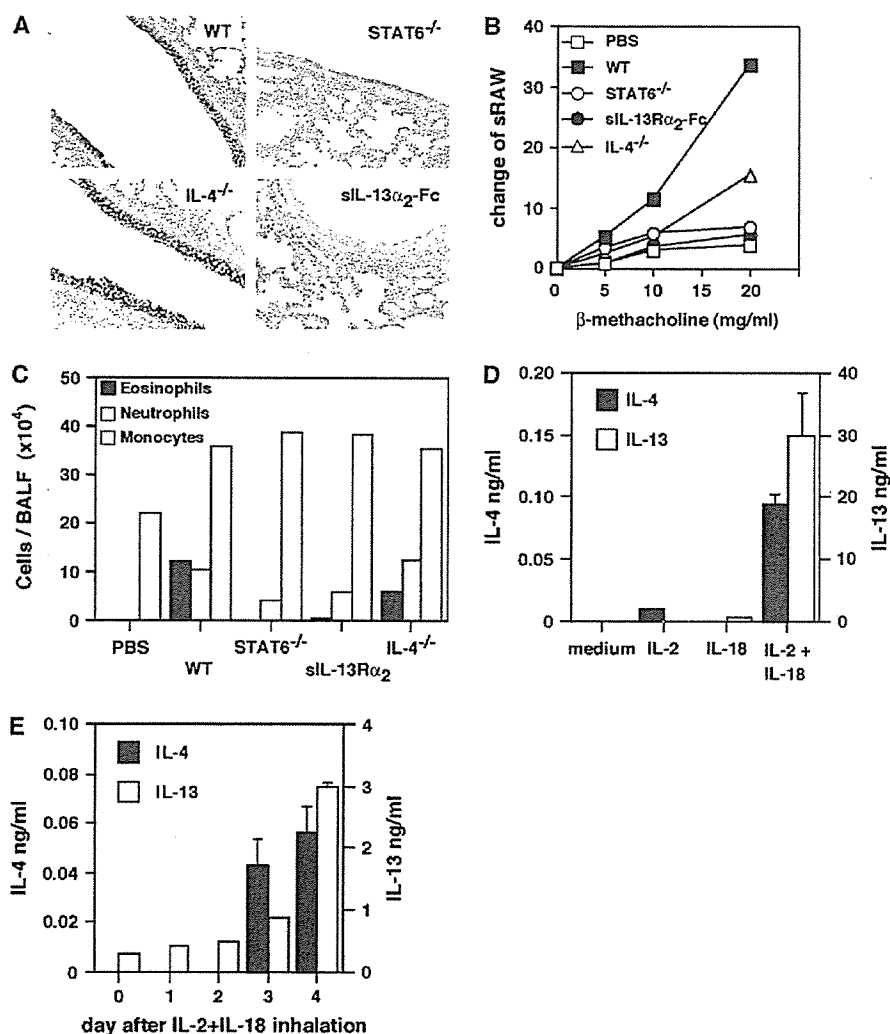 A
WT
STAT6-/-
IL-4-/-
sIL-13α2-Fc
B
PBS
WT
STAT6-/-
sIL-13Rα2-Fc
IL-4-/-
change of sRAW
40
30
20
10
0
0 5 10 15 20
β-methacholine (mg/ml)
C
Eosinophils
Neutrophils
Monocytes
Cells / BALF (x10⁴)
50
40
30
20
10
0
PBS STAT6-/- IL-4-/-
WT sIL-13Rα2
D
IL-4
IL-13
IL-4 ng/ml
0.20
0.15
0.10
0.05
0
IL-13 ng/ml
40
30
20
10
0
medium IL-2 IL-18 IL-2 +
IL-18
E
IL-4
IL-13
IL-4 ng/ml
0.10
0.08
0.06
0.04
0.02
0
IL-13 ng/ml
4
3
2
1
0
0 1 2 3 4
day after IL-2+IL-18 inhalation